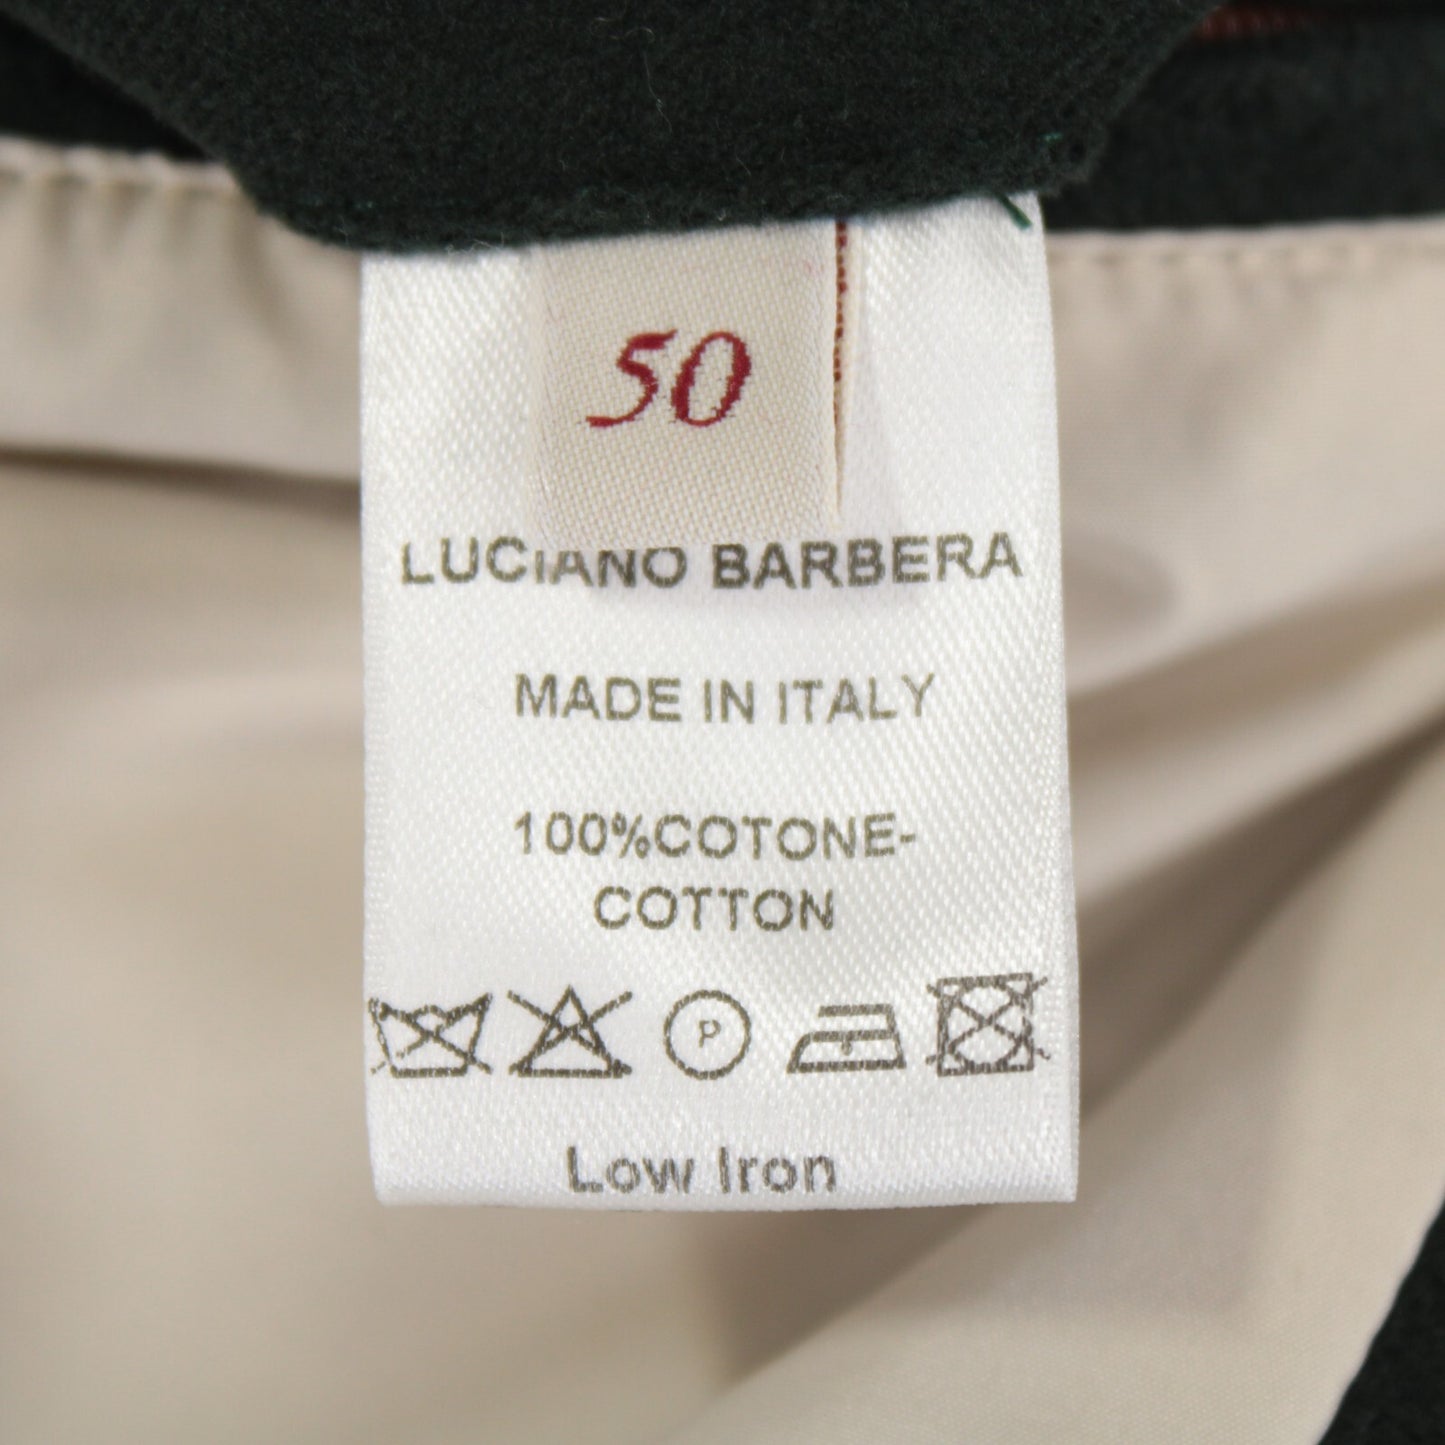 50
LUCIANO BARBERA
MADE IN ITALY
100%COTONE-
COTTON
P
Low Iron